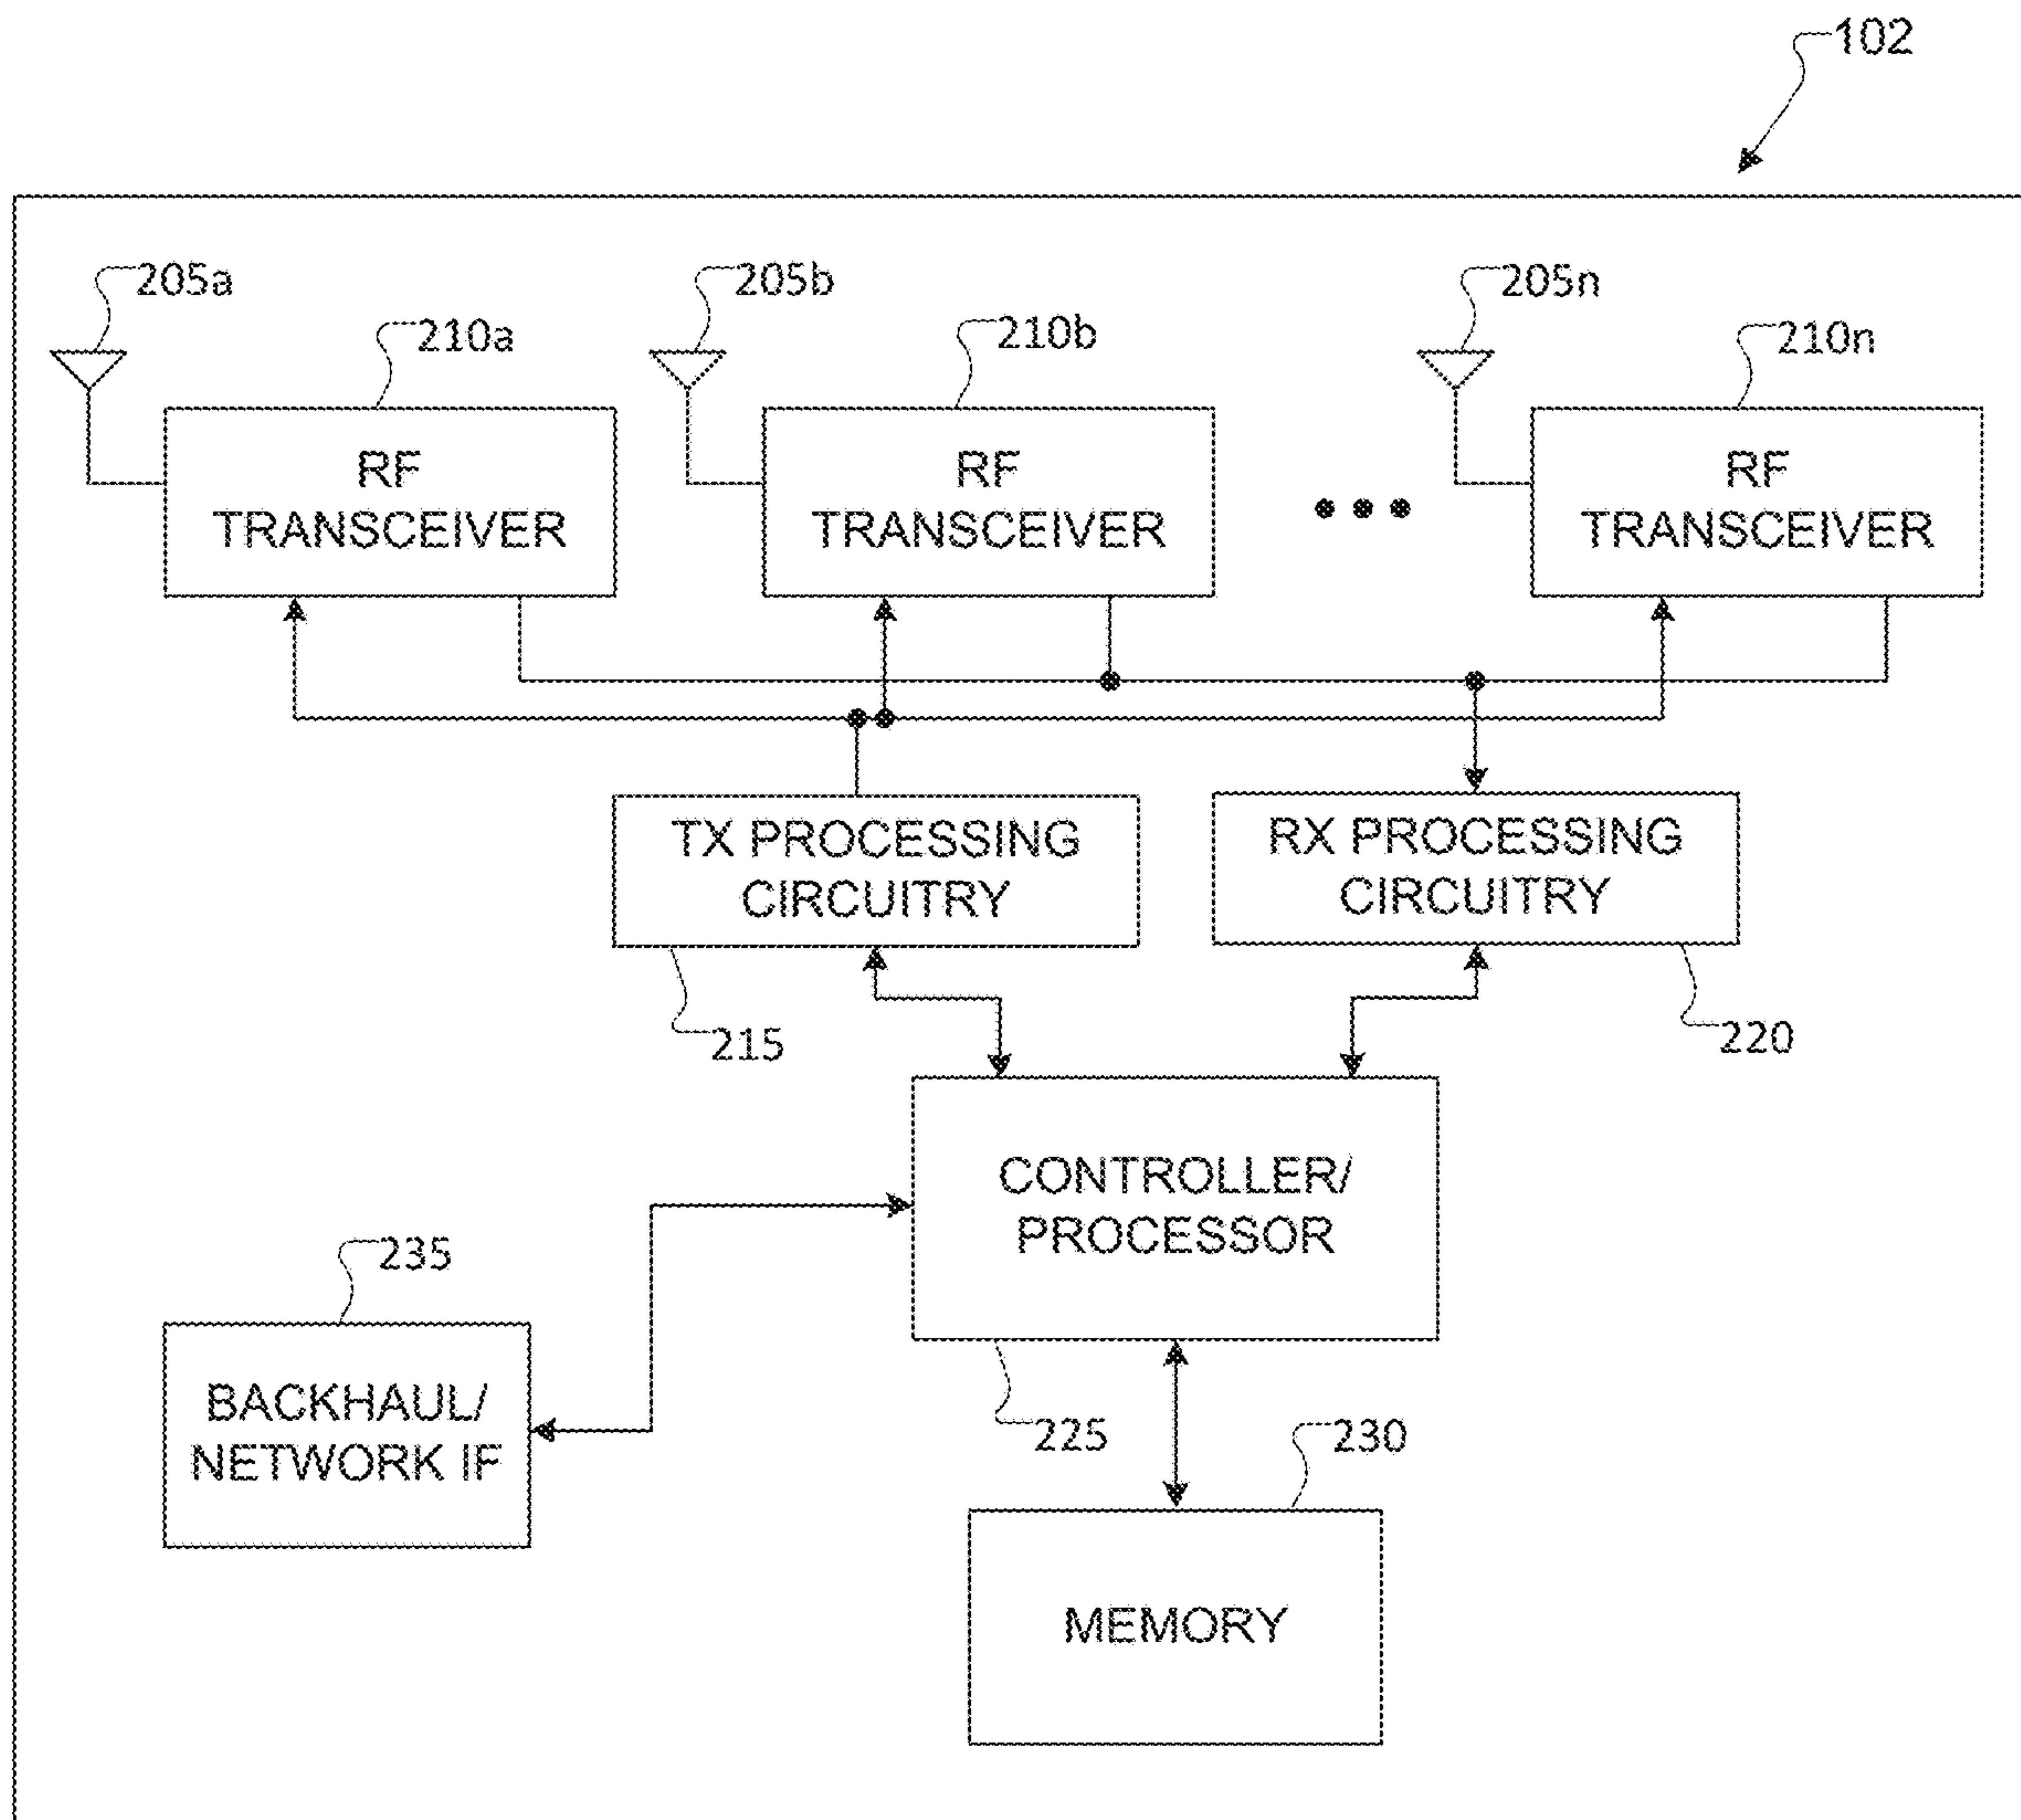 102
205a
205b
205n
210a
210b
210n
RF
TRANSCEIVER
RF
TRANSCEIVER
RF
TRANSCEIVER
TX PROCESSING
CIRCUITRY
RX PROCESSING
CIRCUITRY
215
220
CONTROLLER/
PROCESSOR
235
BACKHAUL/
NETWORK IF
225
230
MEMORY